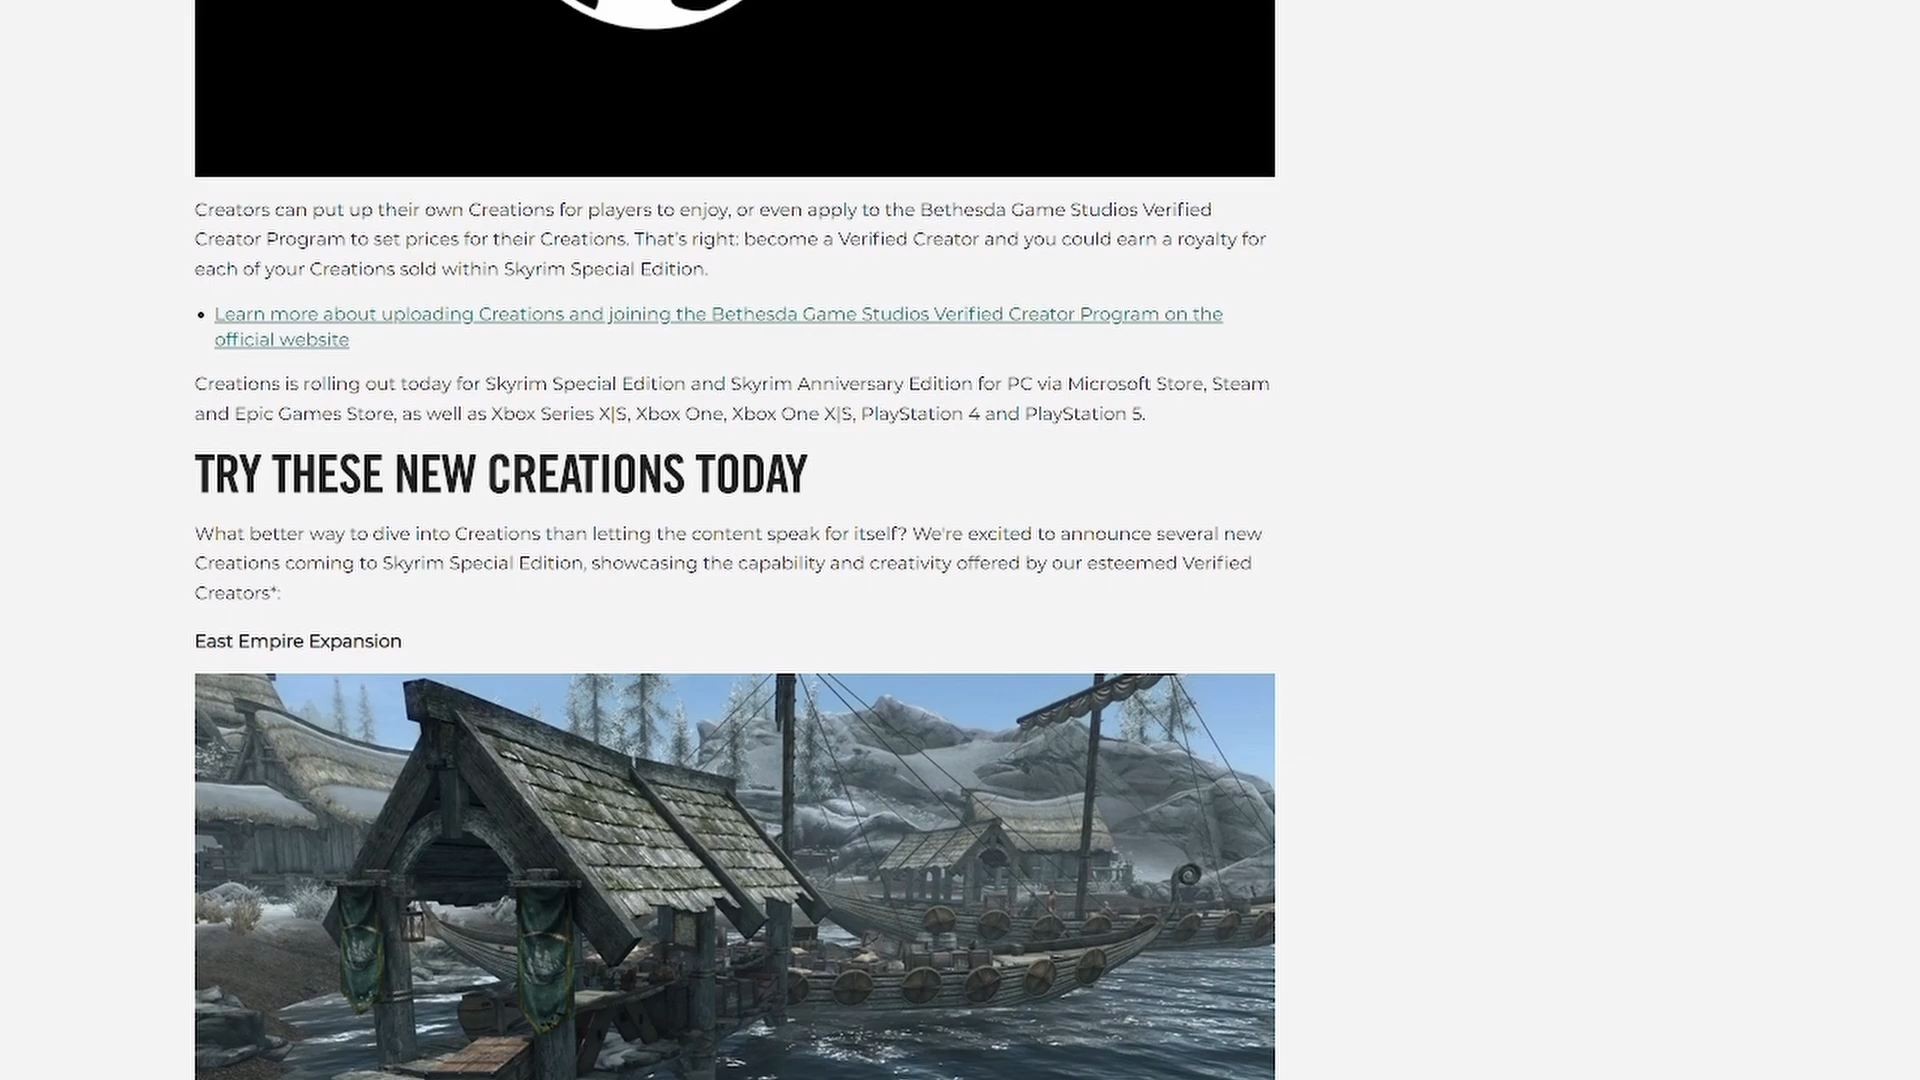 Creators can put up their own Creations for players to enjoy, or even apply to the Bethesda Game Studios Verified
Creator Program to set prices for their Creations. That's right: become a Verified Creator and you could earn a royalty for
each of your Creations sold within Skyrim Special Edition.
• Learn more about uploading Creations and joining the Bethesda Game Studios Verified Creator Program on the
official website
Creations is rolling out today for Skyrim Special Edition and Skyrim Anniversary Edition for PC via Microsoft Store, Steam
and Epic Games Store, as well as Xbox Series X|S, Xbox One, Xbox One X|S, PlayStation 4 and PlayStation 5.
TRY THESE NEW CREATIONS TODAY
What better way to dive into Creations than letting the content speak for itself? We're excited to announce several new
Creations coming to Skyrim Special Edition, showcasing the capability and creativity offered by our esteemed Verified
Creators*:
East Empire Expansion